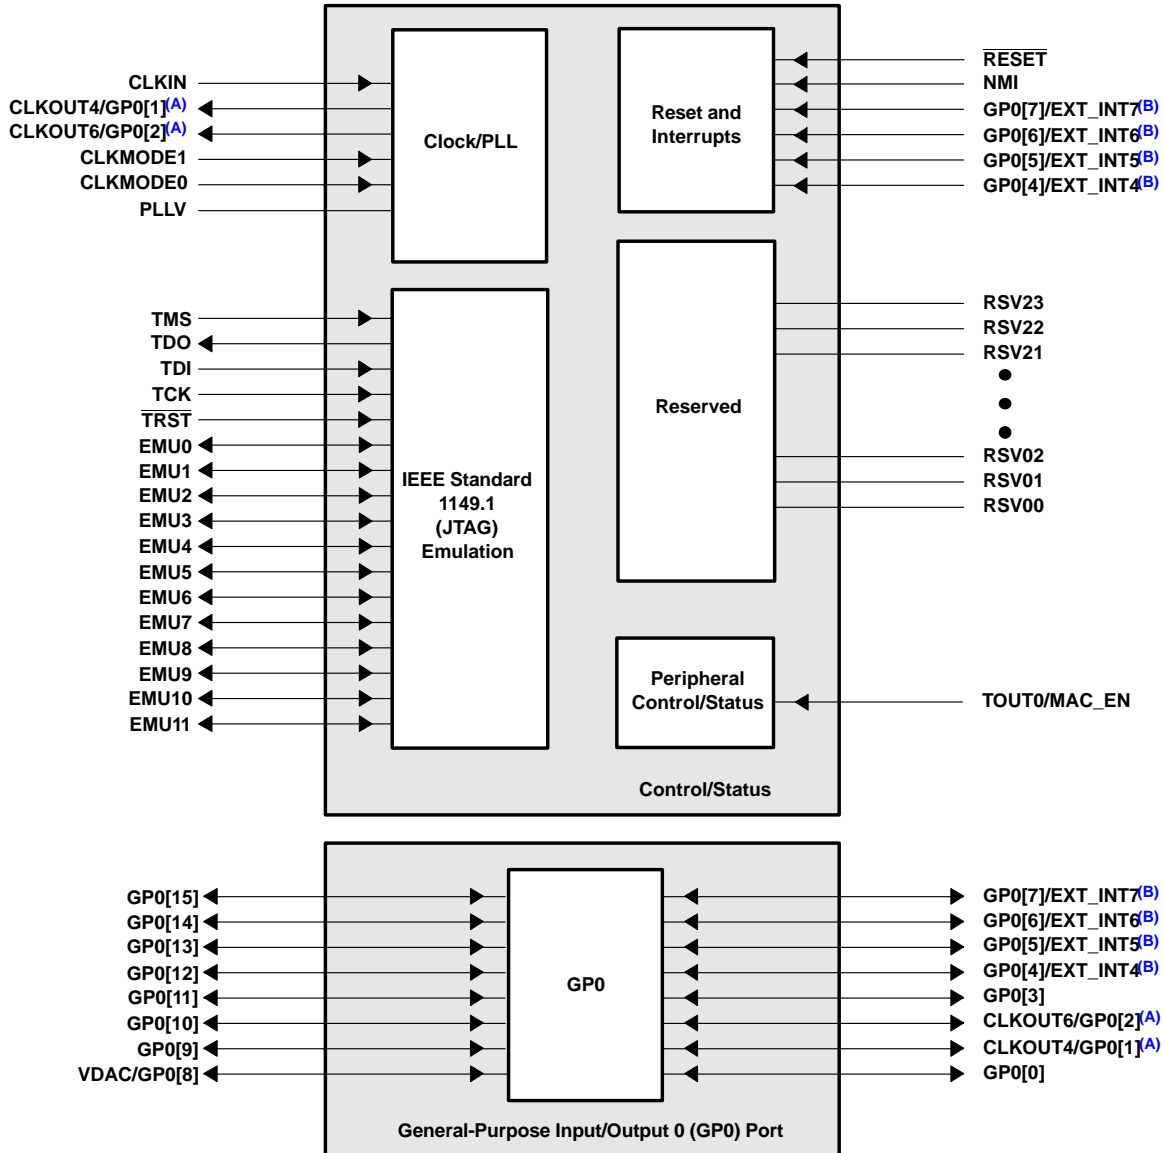 CLKIN
CLKOUT4/GP0[1](A)
CLKOUT6/GP0[2](A)
CLKMODE1
CLKMODE0
PLLV
Clock/PLL
Reset and
Interrupts
RESET
NMI
GP0[7]/EXT_INT7(B)
GP0[6]/EXT_INT6(B)
GP0[5]/EXT_INT5(B)
GP0[4]/EXT_INT4(B)
TMS
TDO
TDI
TCK
TRST
EMU0
EMU1
EMU2
EMU3
EMU4
EMU5
EMU6
EMU7
EMU8
EMU9
EMU10
EMU11
IEEE Standard
1149.1
(JTAG)
Emulation
Reserved
RSV23
RSV22
RSV21
RSV02
RSV01
RSV00
Peripheral
Control/Status
TOUT0/MAC_EN
Control/Status
GP0[15]
GP0[14]
GP0[13]
GP0[12]
GP0[11]
GP0[10]
GP0[9]
VDAC/GP0[8]
GP0
GP0[7]/EXT_INT7(B)
GP0[6]/EXT_INT6(B)
GP0[5]/EXT_INT5(B)
GP0[4]/EXT_INT4(B)
GP0[3]
CLKOUT6/GP0[2](A)
CLKOUT4/GP0[1](A)
GP0[0]
General-Purpose Input/Output 0 (GP0) Port